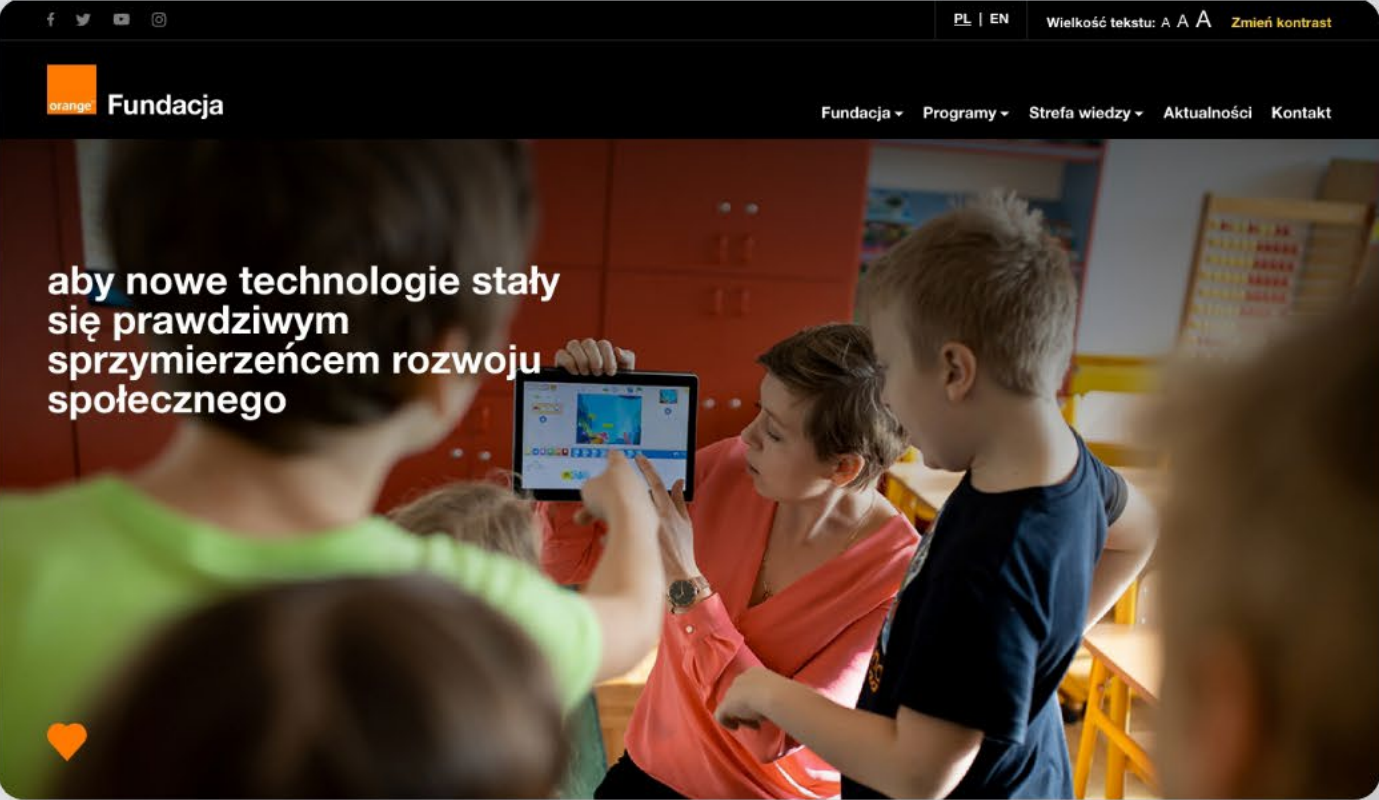 PL | EN
Wielkość tekstu: A A A
Zmień kontrast
orange™
Fundacja
Fundacja
Programy
Strefa wiedzy
Aktualności
Kontakt
aby nowe technologie stały
się prawdziwym
sprzymierzeńcem rozwoju
społecznego